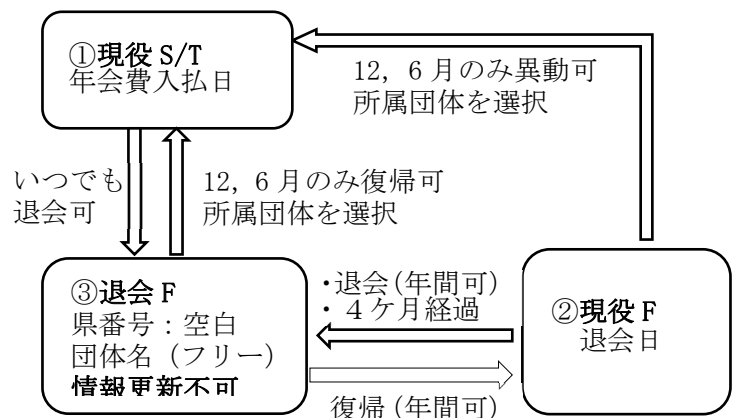 ①現役 S/T
年会費入払日
12, 6 月のみ異動可
所属団体を選択
いつでも
退会可
12, 6 月のみ復帰可
所属団体を選択
③退会 F
県番号：空白
団体名（フリー）
情報更新不可
・退会(年間可)
・４ケ月経過
②現役 F
退会日
復帰(年間可)